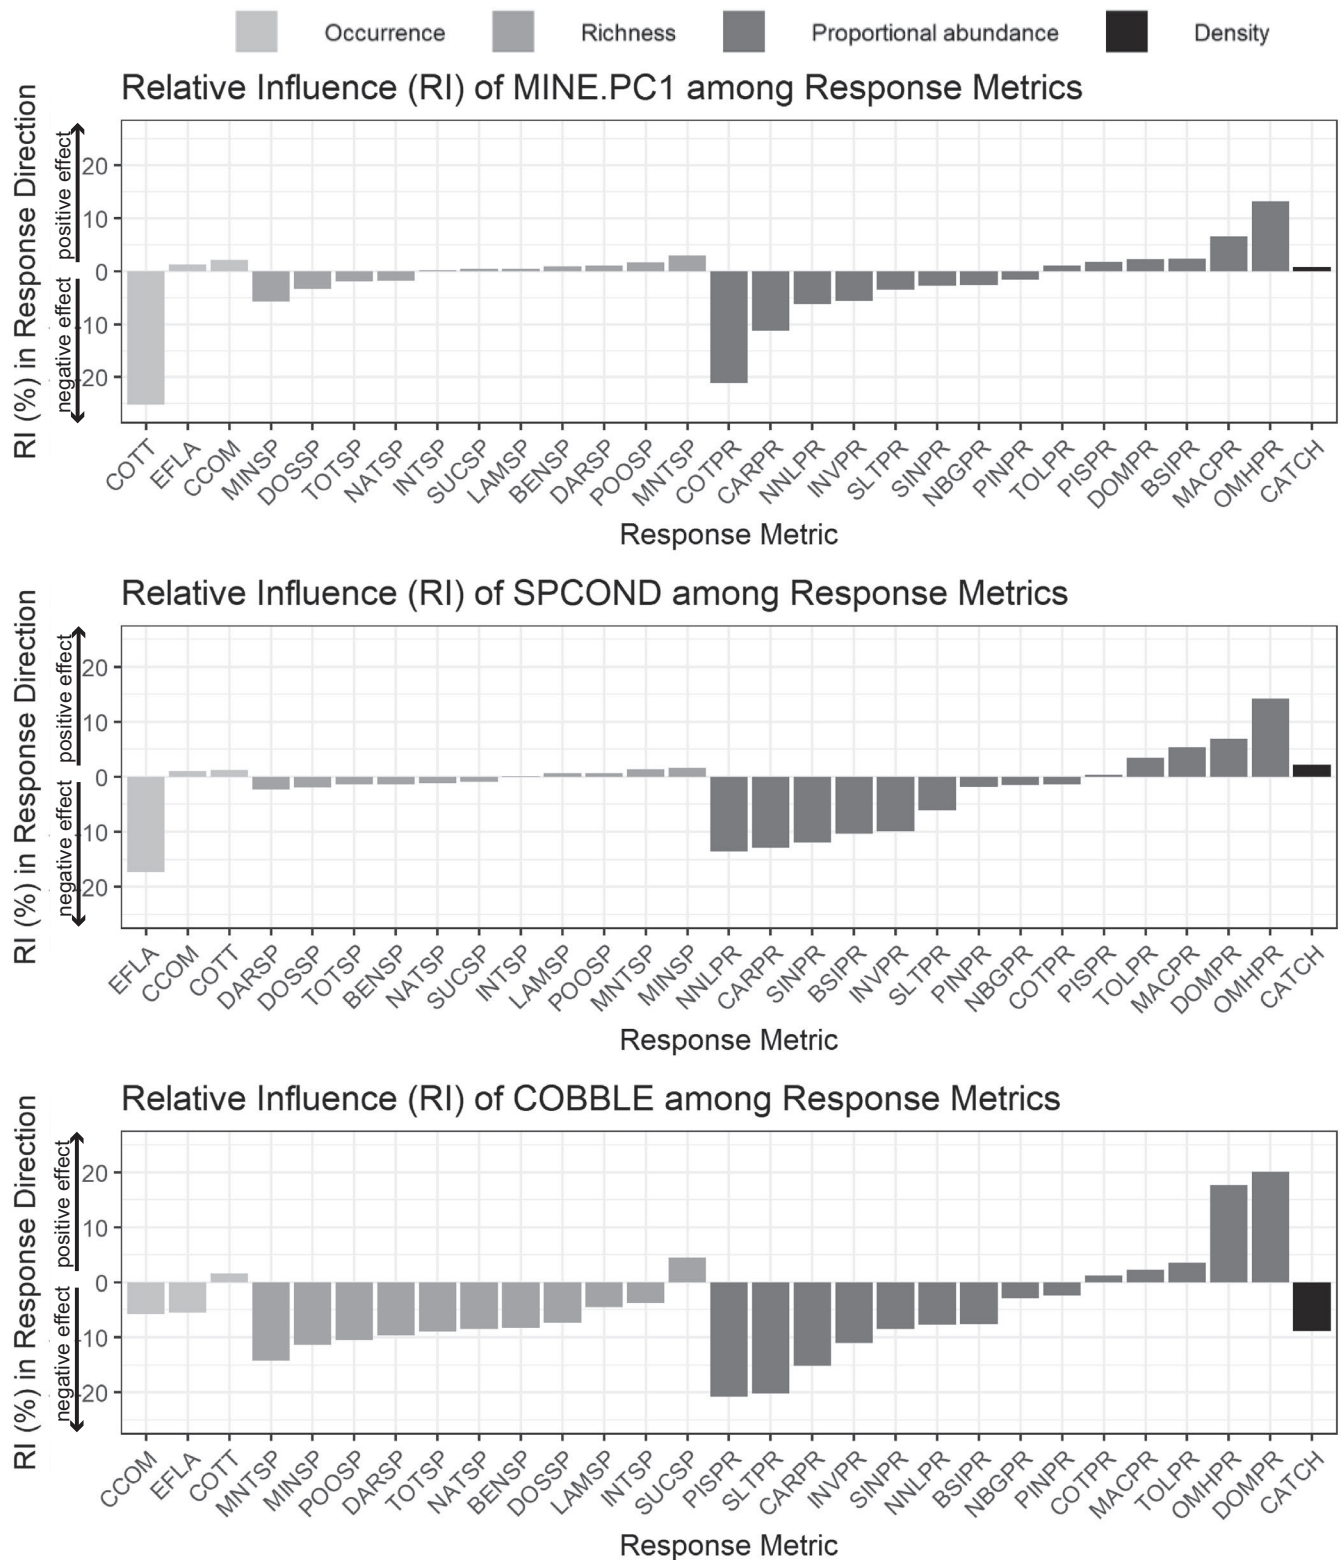 Occurrence Richness Proportional abundance Density
Relative Influence (RI) of MINE.PC1 among Response Metrics
RI (%) in Response Direction
negative effect positive effect
20
10
0
-10
-20
COTT EFLA CCOM MINSP DOSSP TOTSP NATSP INTSP SUCSP LAMSP BENSP DARSP POOSP MNTSP COTPR CARPR NNLPR INVPR SLTPR SINPR NBGPR PINPR TOLPR PISPR DOMPR BSIPR MACPR OMHPR CATCH
Response Metric
Relative Influence (RI) of SPCOND among Response Metrics
RI (%) in Response Direction
negative effect positive effect
20
10
0
-10
-20
EFLA CCOM COTT DARSP DOSSP TOTSP BENSP NATSP SUCSP INTSP LAMSP POOSP MNTSP MINSP NNLPR CARPR SINPR BSIPR INVPR SLTPR PINPR NBGPR COTPR PISPR TOLPR MACPR DOMPR OMHPR CATCH
Response Metric
Relative Influence (RI) of COBBLE among Response Metrics
RI (%) in Response Direction
negative effect positive effect
20
10
0
-10
-20
CCOM EFLA COTT MNTSP MINSP POOSP DARSP TOTSP NATSP BENSP DOSSP LAMSP INTSP SUCSP PISPR SLTPR CARPR INVPR SINPR NNLPR BSIPR NBGPR PINPR COTPR MACPR TOLPR OMHPR DOMPR CATCH
Response Metric